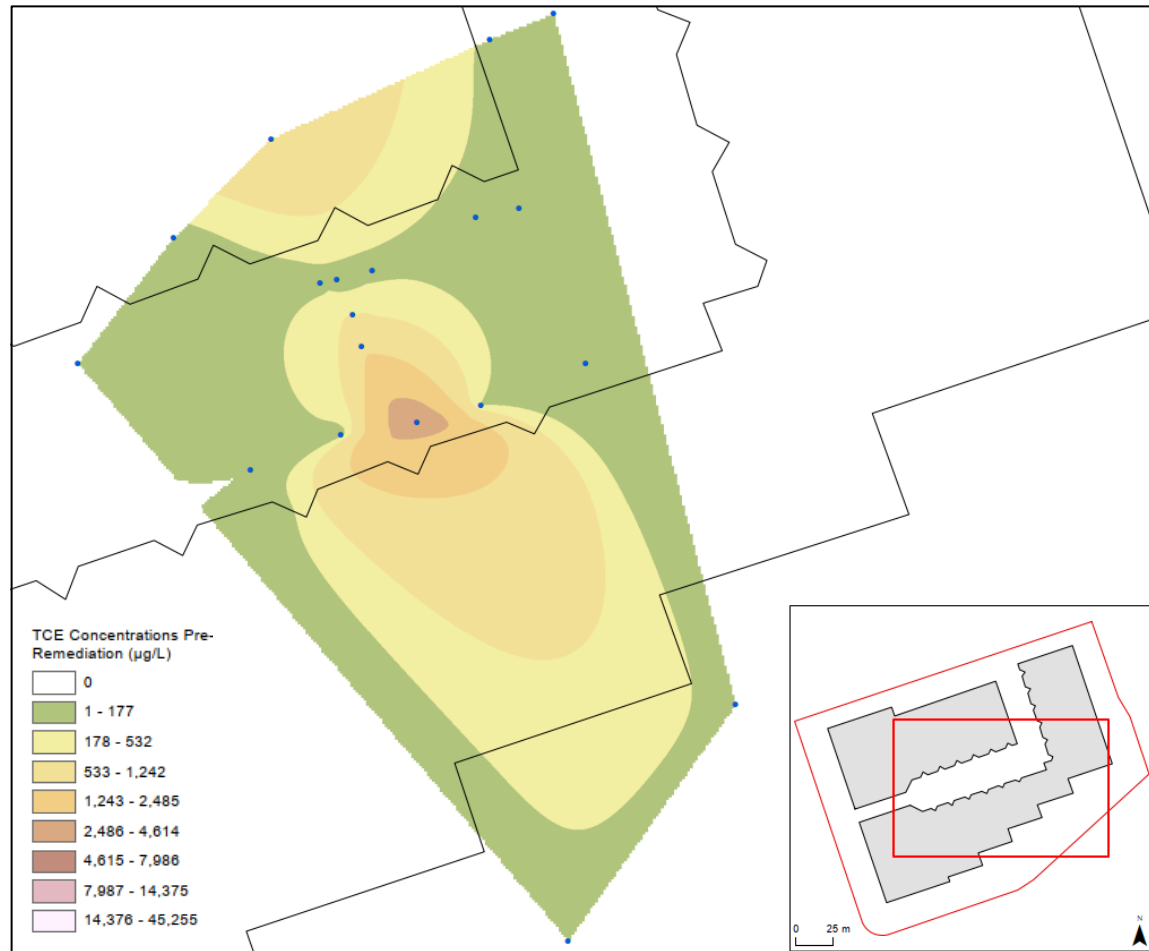 TCE Concentrations Pre-
Remediation (µg/L)
0
1 - 177
178 - 532
533 - 1,242
1,243 - 2,485
2,486 - 4,614
4,615 - 7,986
7,987 - 14,375
14,376 - 45,255
0 25 m
N